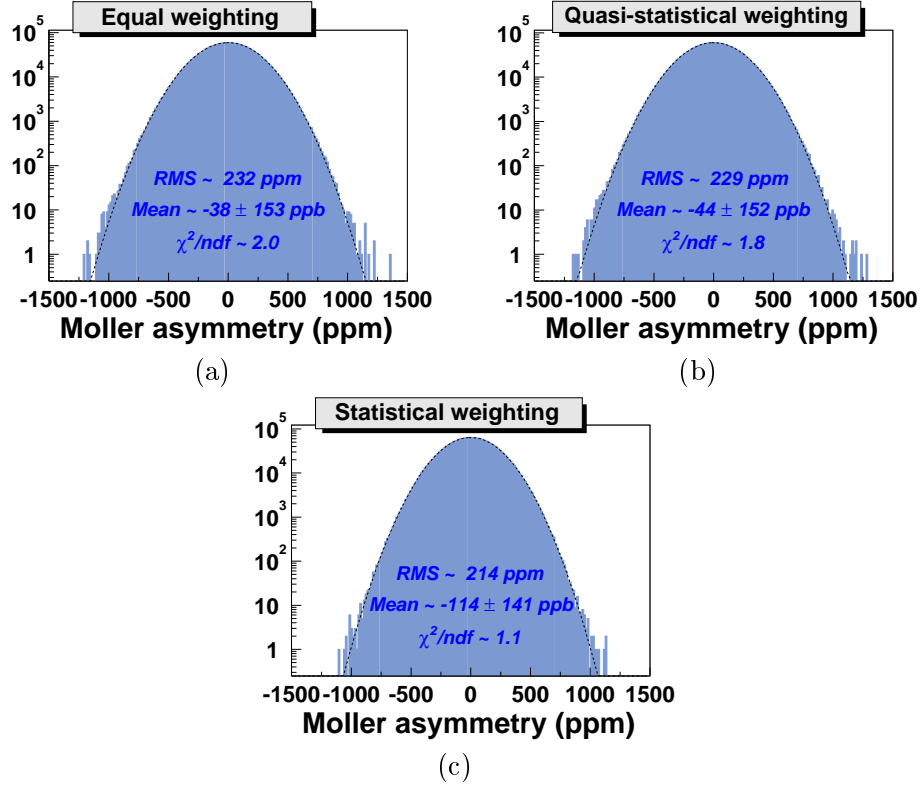 Equal weighting
10^5
10^4
10^3
10^2
10
1
RMS ~ 232 ppm
Mean ~ -38 ± 153 ppb
χ^2/ndf ~ 2.0
-1500 -1000 -500 0 500 1000 1500
Moller asymmetry (ppm)
(a)
Quasi-statistical weighting
10^5
10^4
10^3
10^2
10
1
RMS ~ 229 ppm
Mean ~ -44 ± 152 ppb
χ^2/ndf ~ 1.8
-1500 -1000 -500 0 500 1000 1500
Moller asymmetry (ppm)
(b)
Statistical weighting
10^5
10^4
10^3
10^2
10
1
RMS ~ 214 ppm
Mean ~ -114 ± 141 ppb
χ^2/ndf ~ 1.1
-1500 -1000 -500 0 500 1000 1500
Moller asymmetry (ppm)
(c)